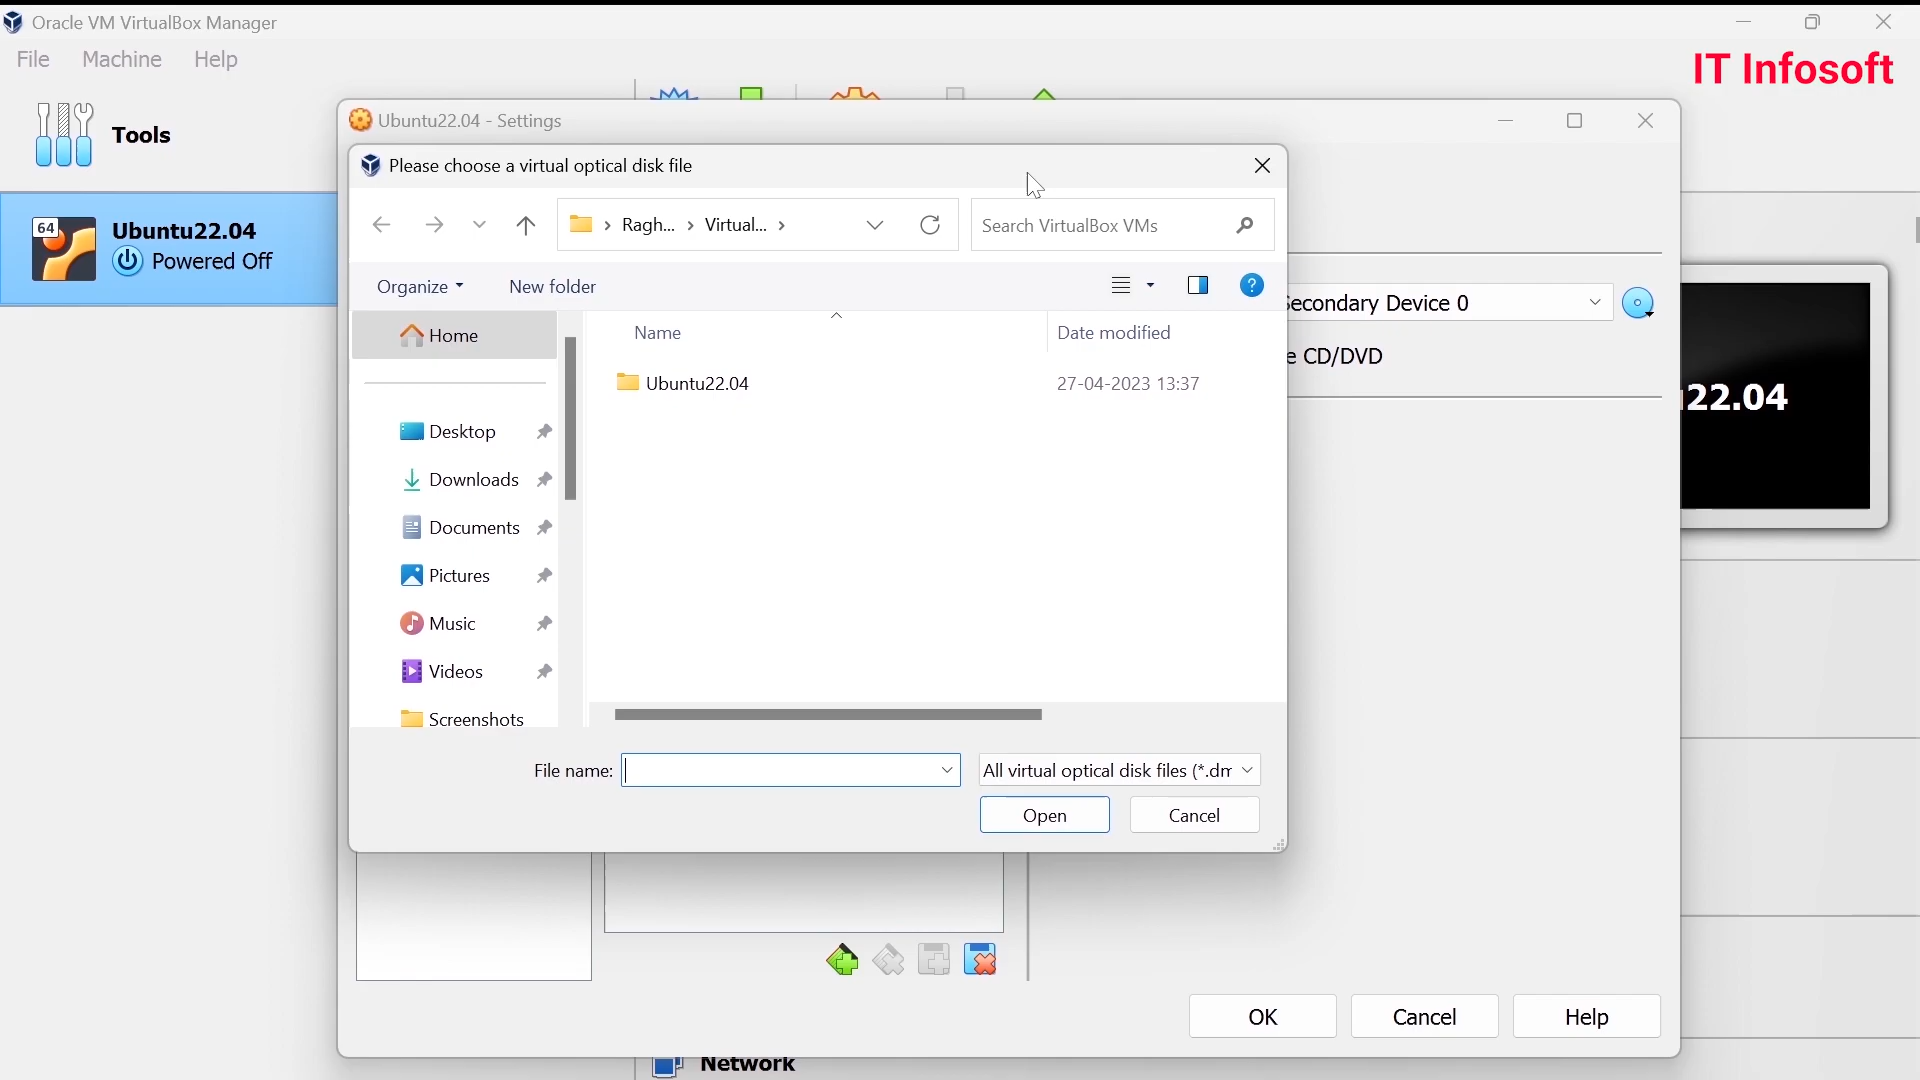 Oracle VM VirtualBox Manager
File Machine Help
IT Infosoft
Tools
Ubuntu22.04 - Settings
Please choose a virtual optical disk file
64
Ubuntu22.04
Powered Off
Ragh... Virtual...
Search VirtualBox VMs
Organize
New folder
?
Secondary Device 0
Name
Date modified
Home
e CD/DVD
Ubuntu22.04
27-04-2023 13:37
22.04
Desktop
Downloads
Documents
Pictures
Music
Videos
Screenshots
File name:
All virtual optical disk files (*.dm
Open
Cancel
OK
Cancel
Help
Network